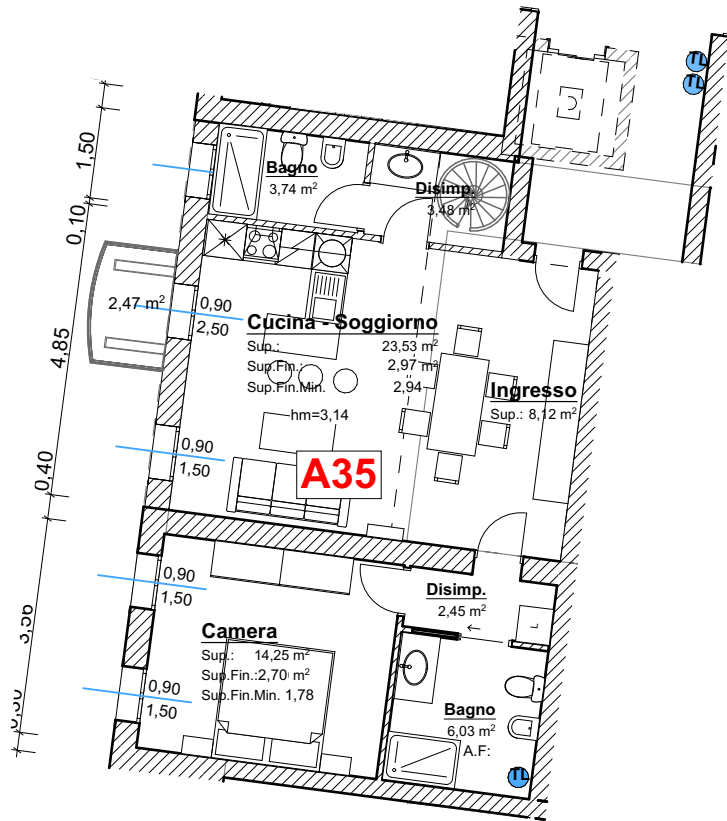 TL
TL
1,50
Bagno
3,74 m²
Disimp.
3,48 m²
0,10
2,47 m²
0,90
2,50
Cucina - Soggiorno
Sup.: 23,53 m²
Sup.Fin.: 2,97 m²
Sup.Fin.Min. 2,94
hm=3,14
4,85
Ingresso
Sup.: 8,12 m²
0,90
1,50
A35
0,40
0,90
1,50
Disimp.
2,45 m²
L
Camera
Sup.: 14,25 m²
Sup.Fin.:2,70 m²
Sup.Fin.Min. 1,78
0,90
1,50
Bagno
6,03 m²
A.F:
TL